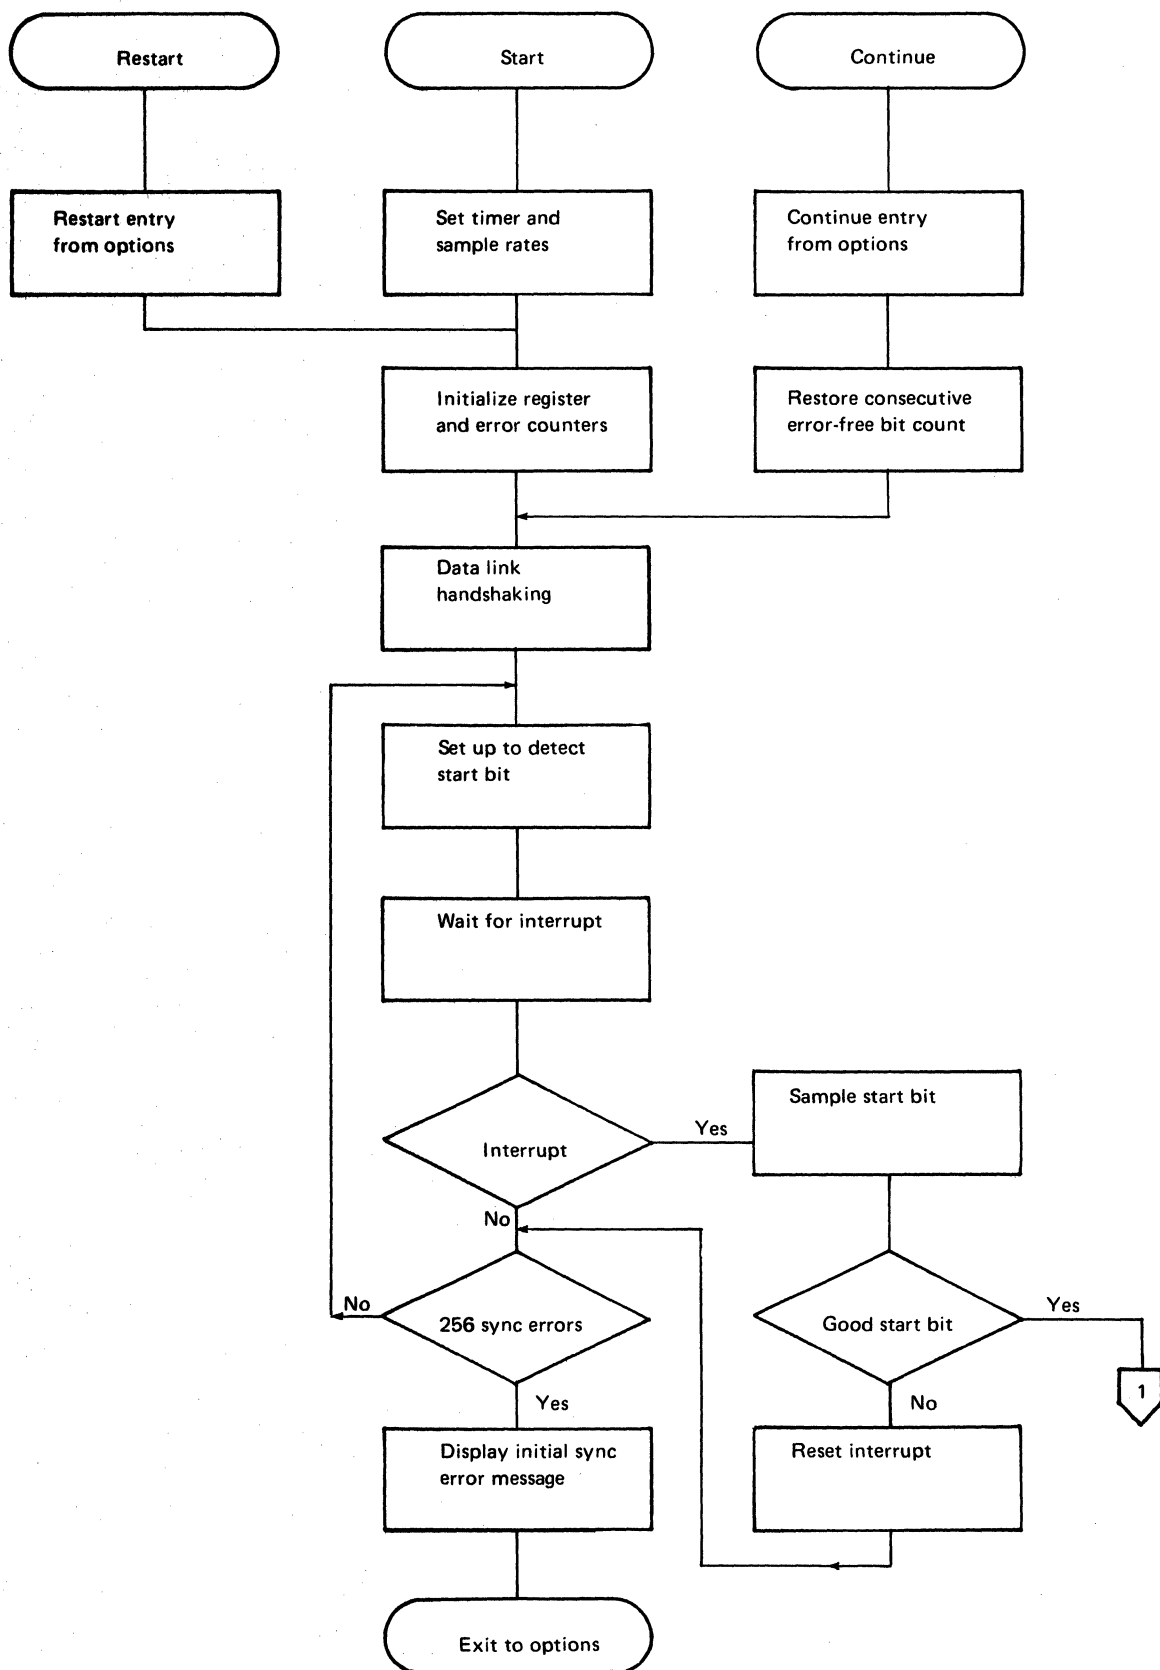 Restart
Start
Continue
Restart entry
from options
Set timer and
sample rates
Continue entry
from options
Initialize register
and error counters
Restore consecutive
error-free bit count
Data link
handshaking
Set up to detect
start bit
Wait for interrupt
Sample start bit
Yes
Interrupt
No
No
256 sync errors
Good start bit
Yes
1
Yes
No
Display initial sync
error message
Reset interrupt
Exit to options